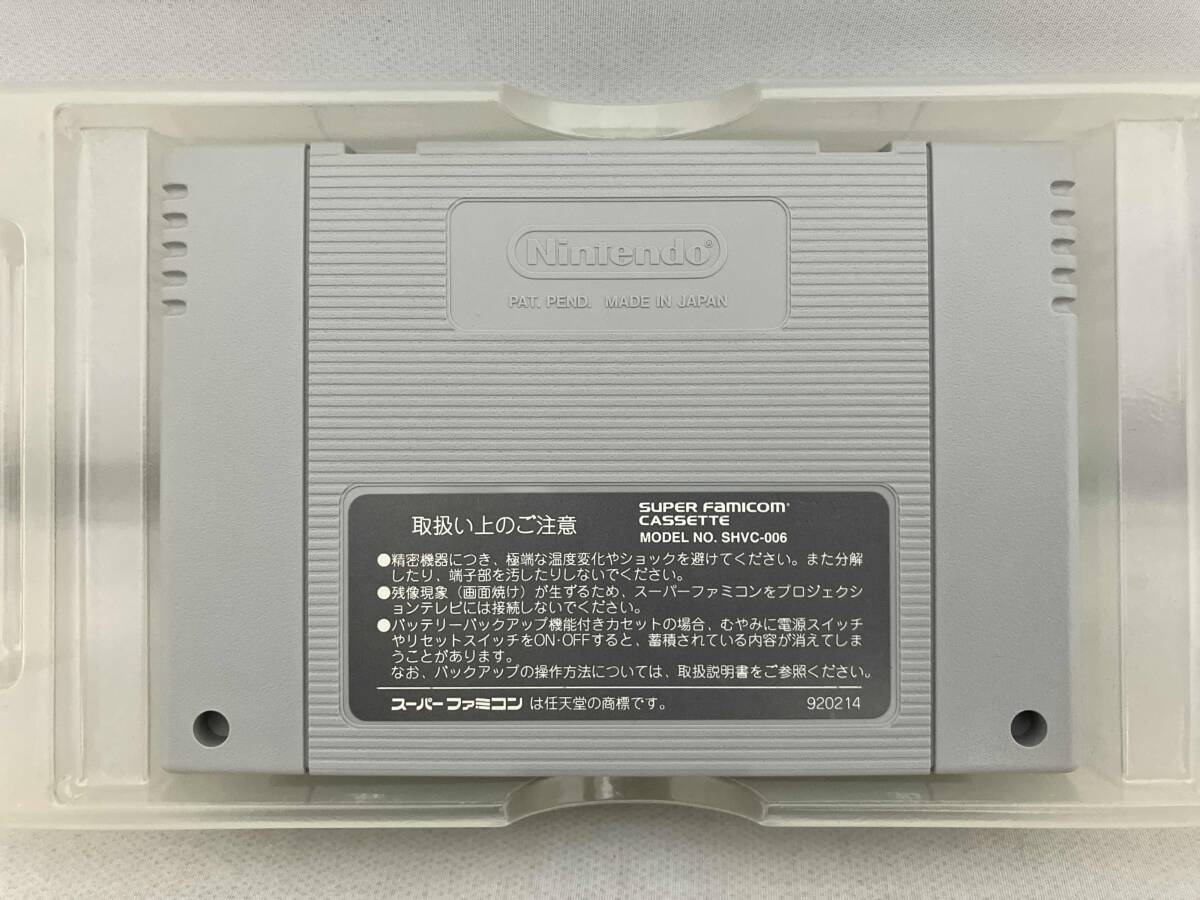 Nintendo®
PAT. PEND. MADE IN JAPAN
取扱い上のご注意
SUPER FAMICOM®
CASSETTE
MODEL NO. SHVC-006
●精密機器につき、極端な温度変化やショックを避けてください。また分解
したり、端子部を汚したりしないでください。
●残像現象（画面焼け）が生ずるため、スーパーファミコンをプロジェクシ
ョンテレビには接続しないでください。
●バッテリーバックアップ機能付きカセットの場合、むやみに電源スイッチ
やリセットスイッチをON・OFFすると、蓄積されている内容が消えてしま
うことがあります。
なお、バックアップの操作方法については、取扱説明書をご参照ください。
スーパーファミコン は任天堂の商標です。
920214